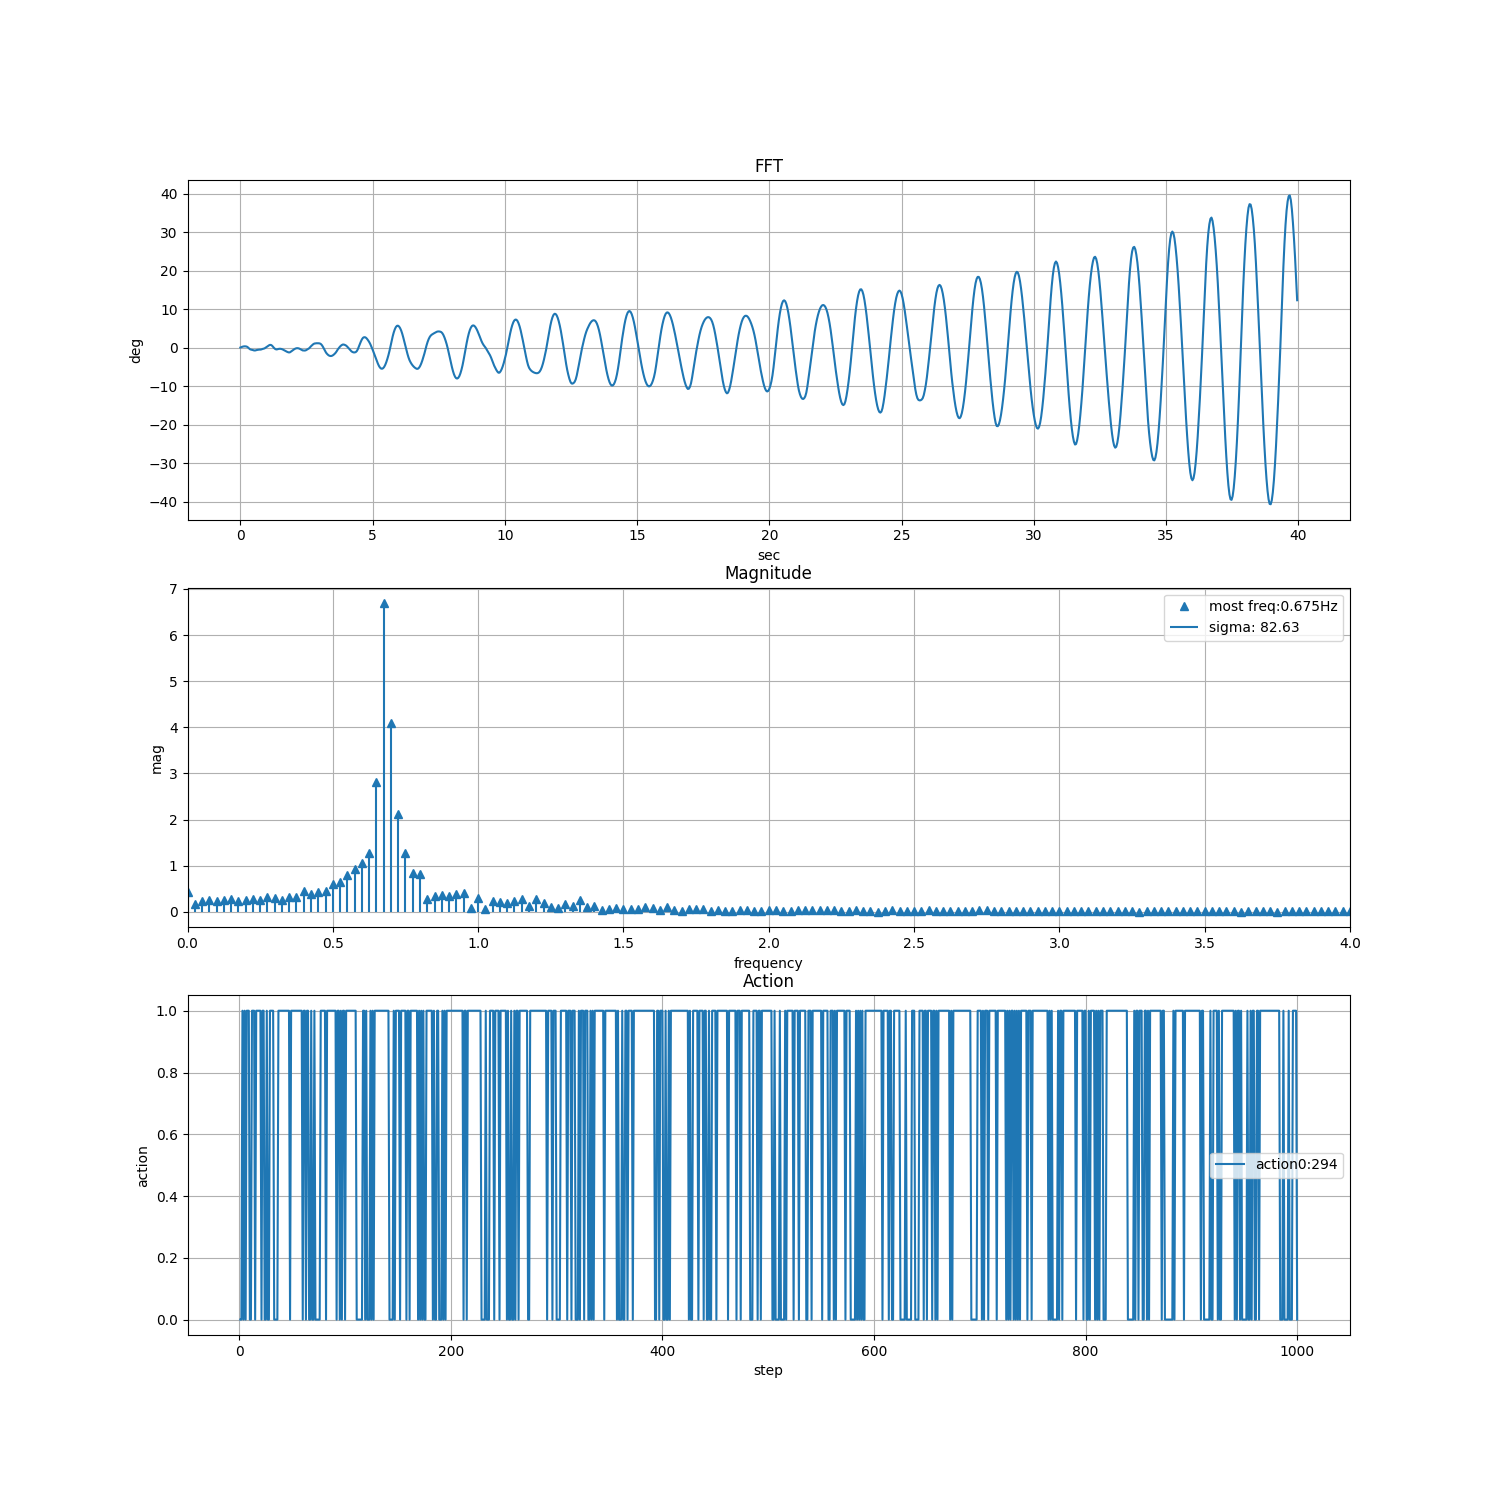 FFT
40
30
20
10
0
−10
−20
−30
−40
deg
0 5 10 15 20 25 30 35 40
sec
Magnitude
7
6
5
4
3
2
1
0
mag
most freq:0.675Hz
sigma: 82.63
0.0 0.5 1.0 1.5 2.0 2.5 3.0 3.5 4.0
frequency
Action
1.0
0.8
0.6
0.4
0.2
0.0
action
action0:294
0 200 400 600 800 1000
step